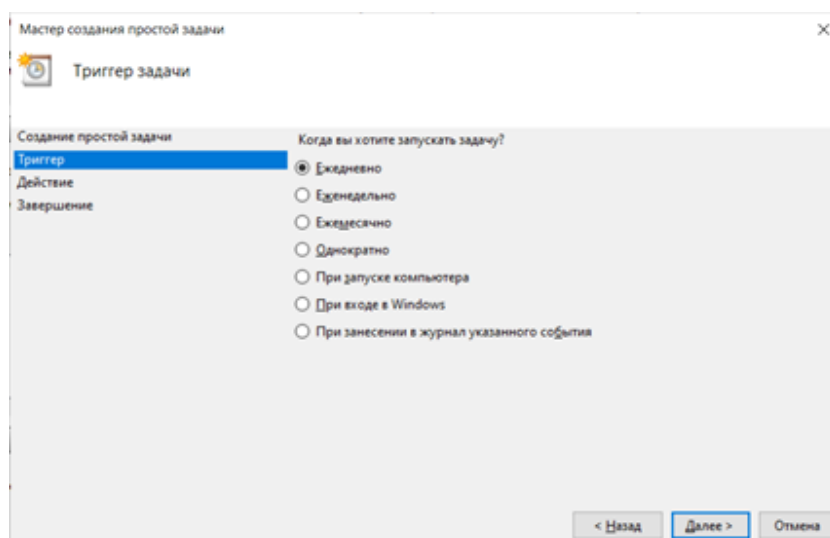 Мастер создания простой задачи
Триггер задачи
Создание простой задачи
Триггер
Действие
Завершение
Когда вы хотите запускать задачу?
Ежедневно
Еженедельно
Ежемесячно
Однократно
При запуске компьютера
При входе в Windows
При занесении в журнал указанного события
< Назад
Далее >
Отмена